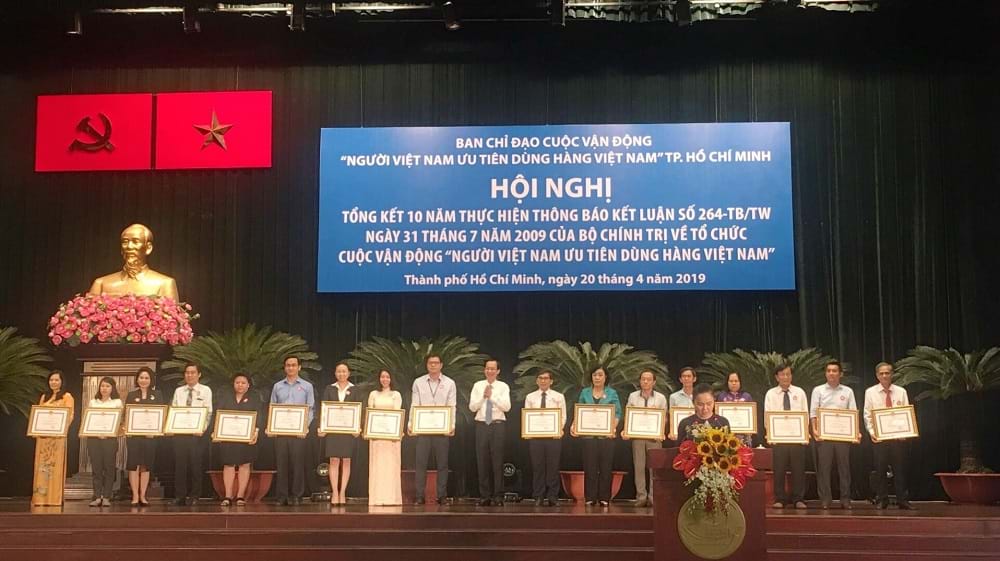 BAN CHỈ ĐẠO CUỘC VẬN ĐỘNG
“NGƯỜI VIỆT NAM ƯU TIÊN DÙNG HÀNG VIỆT NAM” TP. HỒ CHÍ MINH
HỘI NGHỊ
TỔNG KẾT 10 NĂM THỰC HIỆN THÔNG BÁO KẾT LUẬN SỐ 264-TB/TW
NGÀY 31 THÁNG 7 NĂM 2009 CỦA BỘ CHÍNH TRỊ VỀ TỔ CHỨC
CUỘC VẬN ĐỘNG “NGƯỜI VIỆT NAM ƯU TIÊN DÙNG HÀNG VIỆT NAM”
Thành phố Hồ Chí Minh, ngày 20 tháng 4 năm 2019